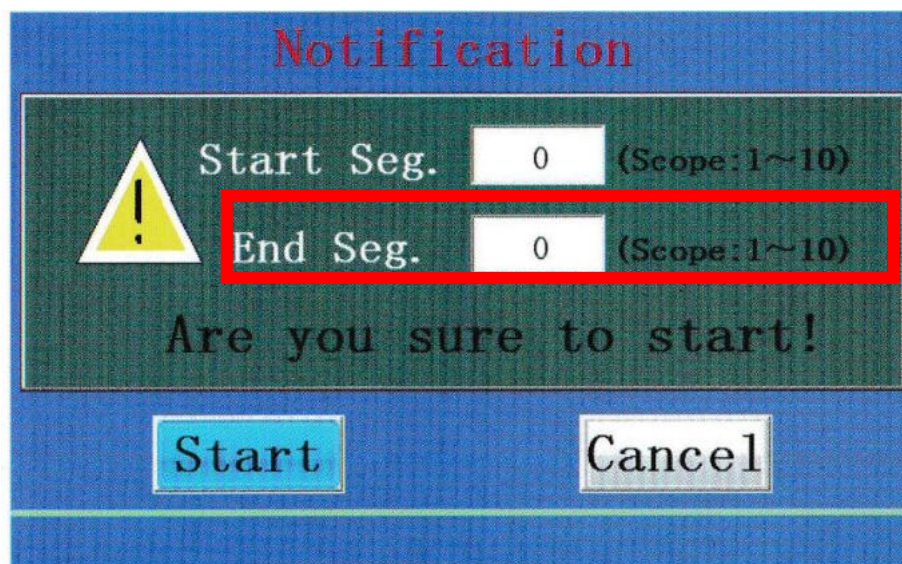 Notification
Start Seg. 0 (Scope:1~10)
End Seg. 0 (Scope:1~10)
Are you sure to start!
Start
Cancel